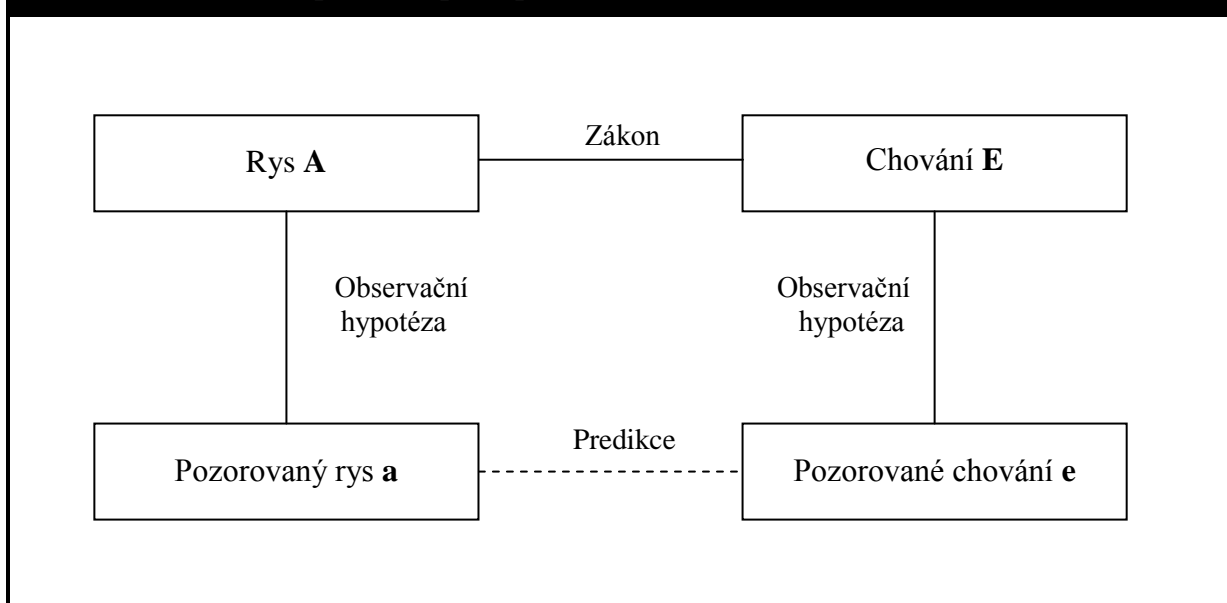 Zákon
Rys A
Chování E
Observační
hypotéza
Observační
hypotéza
Predikce
Pozorovaný rys a
Pozorované chování e